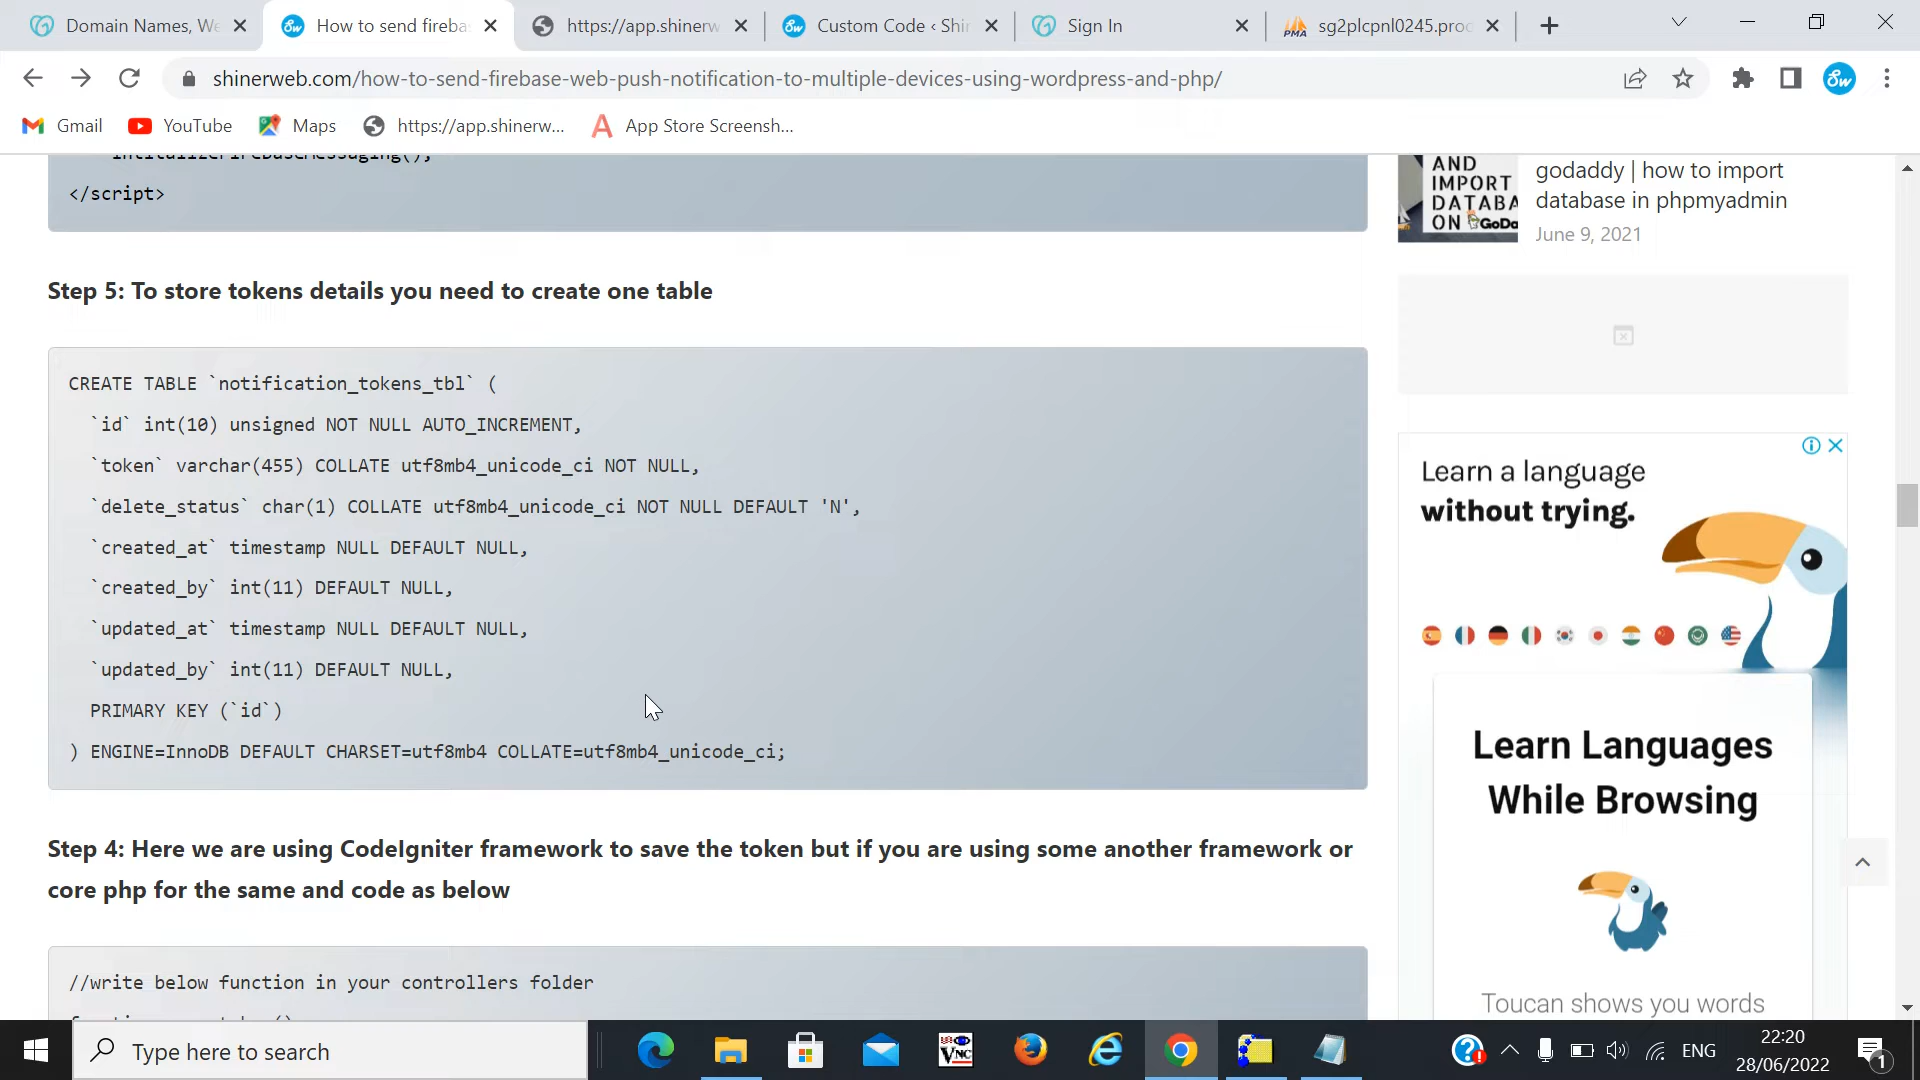 Domain Names, We
How to send fireba
https://app.shinerw
Custom Code ‹ Shir
Sign In
PMA
sg2plcpnl0245.proc
shinerweb.com/how-to-send-firebase-web-push-notification-to-multiple-devices-using-wordpress-and-php/
Sw
Gmail
YouTube
Maps
https://app.shinerw...
App Store Screensh...
</script>
Step 5: To store tokens details you need to create one table
CREATE TABLE `notification_tokens_tbl` (
`id` int(10) unsigned NOT NULL AUTO_INCREMENT,
`token` varchar(455) COLLATE utf8mb4_unicode_ci NOT NULL,
`delete_status` char(1) COLLATE utf8mb4_unicode_ci NOT NULL DEFAULT 'N',
`created_at` timestamp NULL DEFAULT NULL,
`created_by` int(11) DEFAULT NULL,
`updated_at` timestamp NULL DEFAULT NULL,
`updated_by` int(11) DEFAULT NULL,
PRIMARY KEY (`id`)
) ENGINE=InnoDB DEFAULT CHARSET=utf8mb4 COLLATE=utf8mb4_unicode_ci;
Step 4: Here we are using CodeIgniter framework to save the token but if you are using some another framework or
core php for the same and code as below
//write below function in your controllers folder
AND
IMPORT
DATABA
ON GoDa
godaddy | how to import
database in phpmyadmin
June 9, 2021
Learn a language
without trying.
Learn Languages
While Browsing
Toucan shows you words
Type here to search
VNC
ENG
22:20
28/06/2022
1